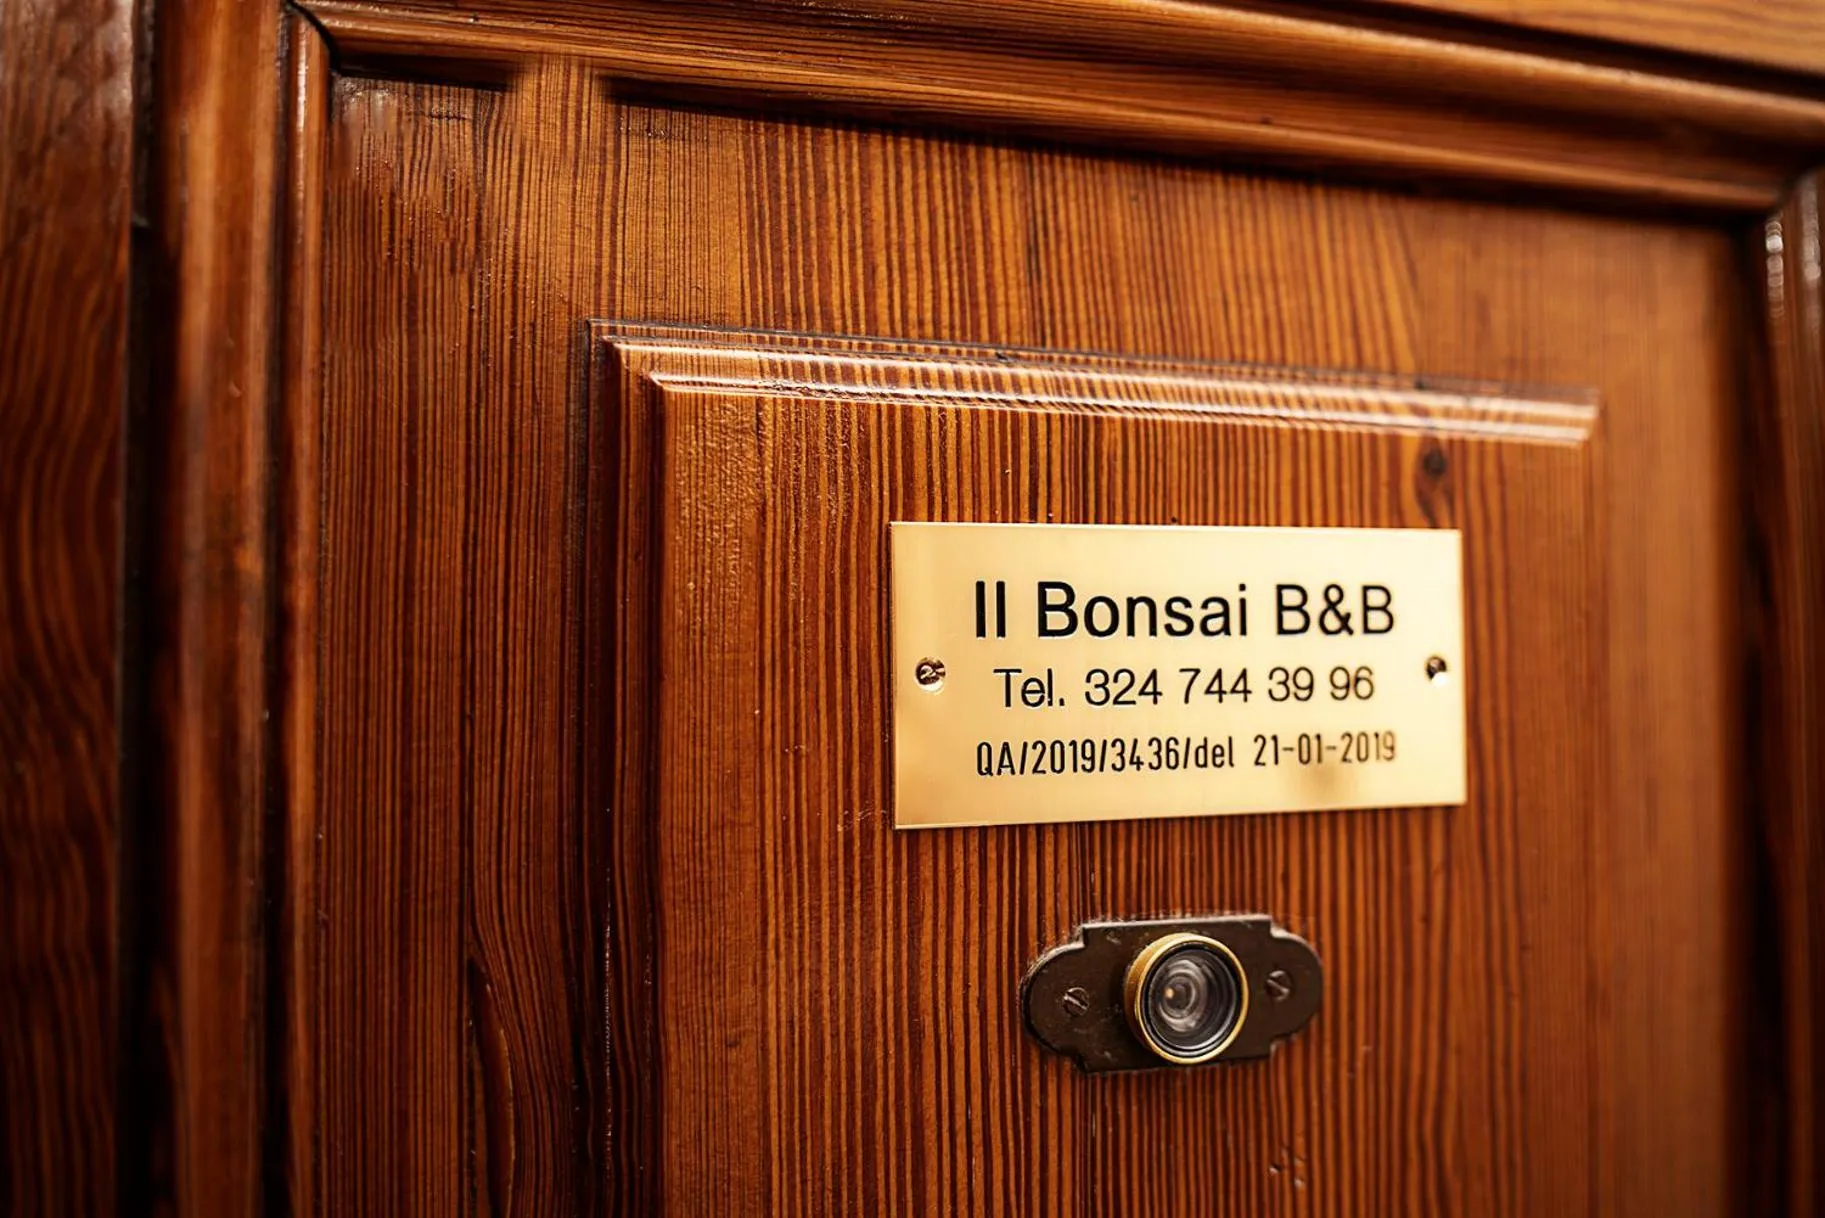 Il Bonsai B&B
Tel. 324 744 39 96
QA/2019/3436/del 21-01-2019